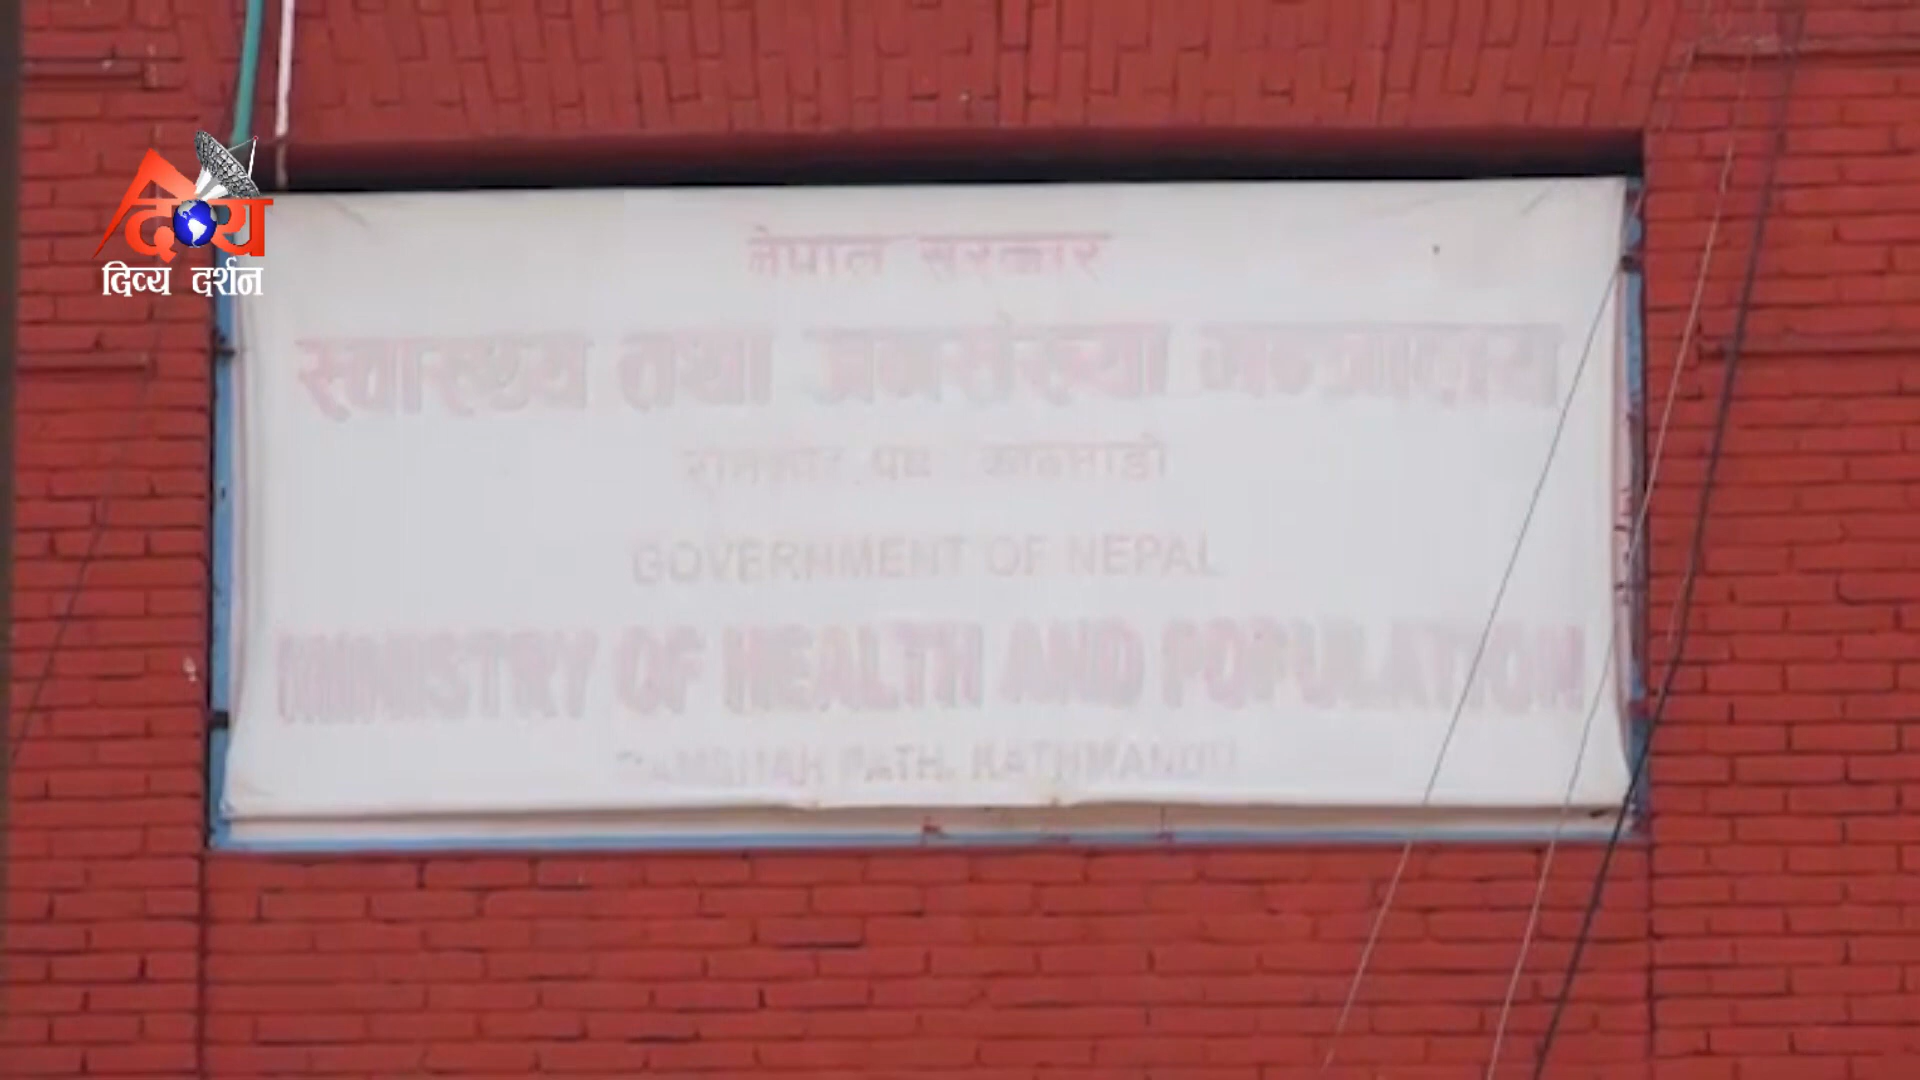 दिव्य
दिव्य दर्शन
नेपाल सरकार
स्वास्थ्य तथा जनसंख्या मन्त्रालय
रामशाह पथ काठमाडौं
GOVERNMENT OF NEPAL
MINISTRY OF HEALTH AND POPULATION
RAMSHAH PATH, KATHMANDU